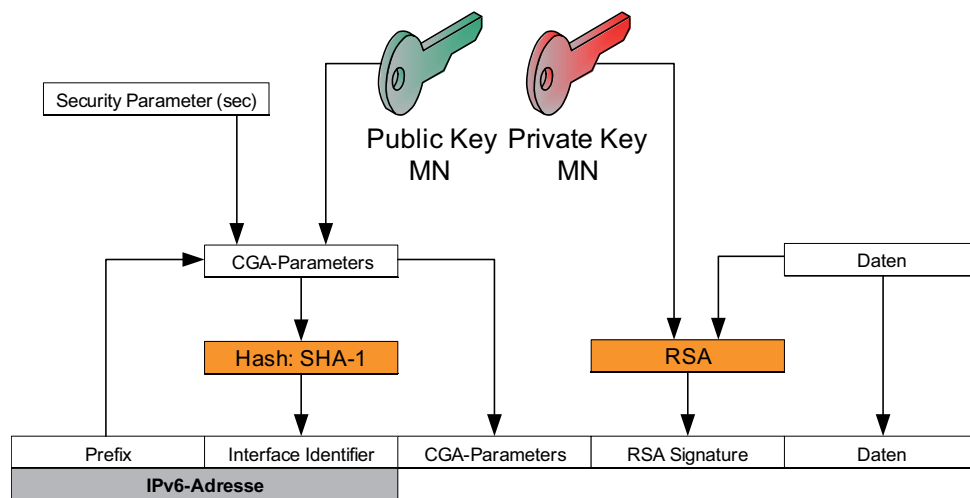 Security Parameter (sec)
Public Key
MN
Private Key
MN
CGA-Parameters
Daten
Hash: SHA-1
RSA
Prefix
Interface Identifier
CGA-Parameters
RSA Signature
Daten
IPv6-Adresse